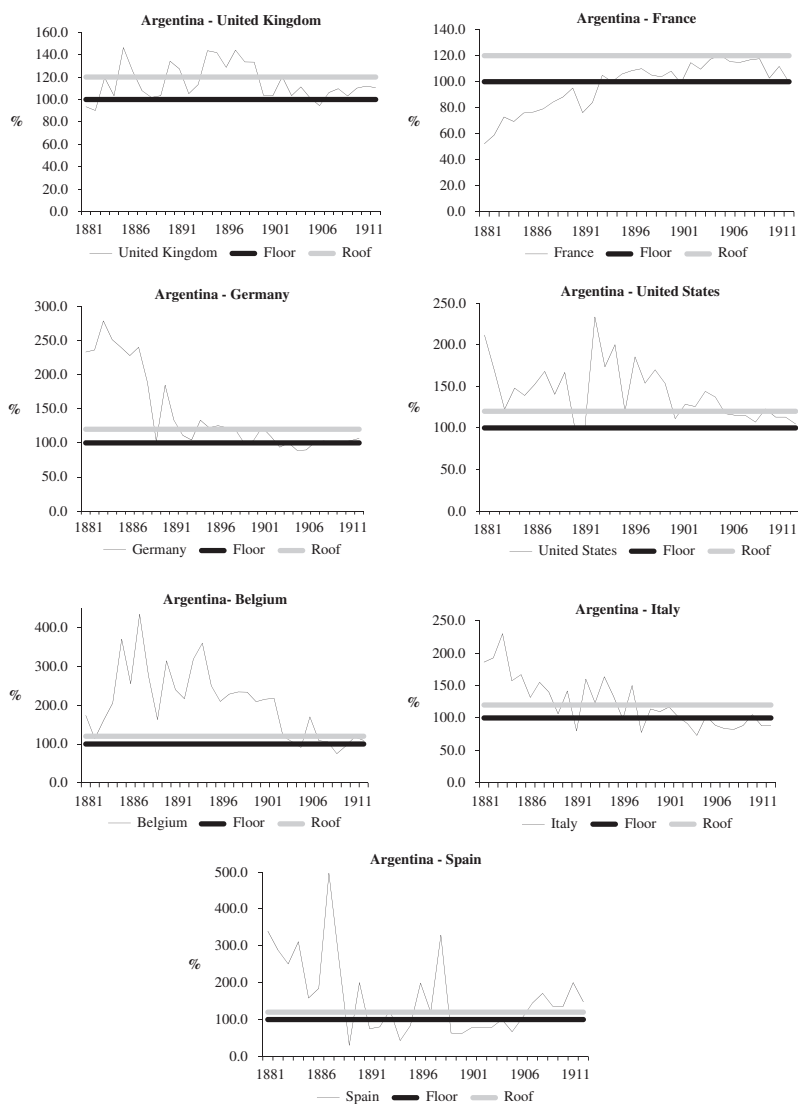 Argentina - United Kingdom
160.0
140.0
120.0
100.0
80.0
60.0
40.0
20.0
0.0
%
1881 1886 1891 1896 1901 1906 1911
United Kingdom Floor Roof
Argentina - France
140.0
120.0
100.0
80.0
60.0
40.0
20.0
0.0
%
1881 1886 1891 1896 1901 1906 1911
France Floor Roof
Argentina - Germany
300.0
250.0
200.0
150.0
100.0
50.0
0.0
%
1881 1886 1891 1896 1901 1906 1911
Germany Floor Roof
Argentina - United States
250.0
200.0
150.0
100.0
50.0
0.0
%
1881 1886 1891 1896 1901 1906 1911
United States Floor Roof
Argentina- Belgium
400.0
300.0
200.0
100.0
0.0
%
1881 1886 1891 1896 1901 1906 1911
Belgium Floor Roof
Argentina - Italy
250.0
200.0
150.0
100.0
50.0
0.0
%
1881 1886 1891 1896 1901 1906 1911
Italy Floor Roof
Argentina - Spain
500.0
400.0
300.0
200.0
100.0
0.0
%
1881 1886 1891 1896 1901 1906 1911
Spain Floor Roof